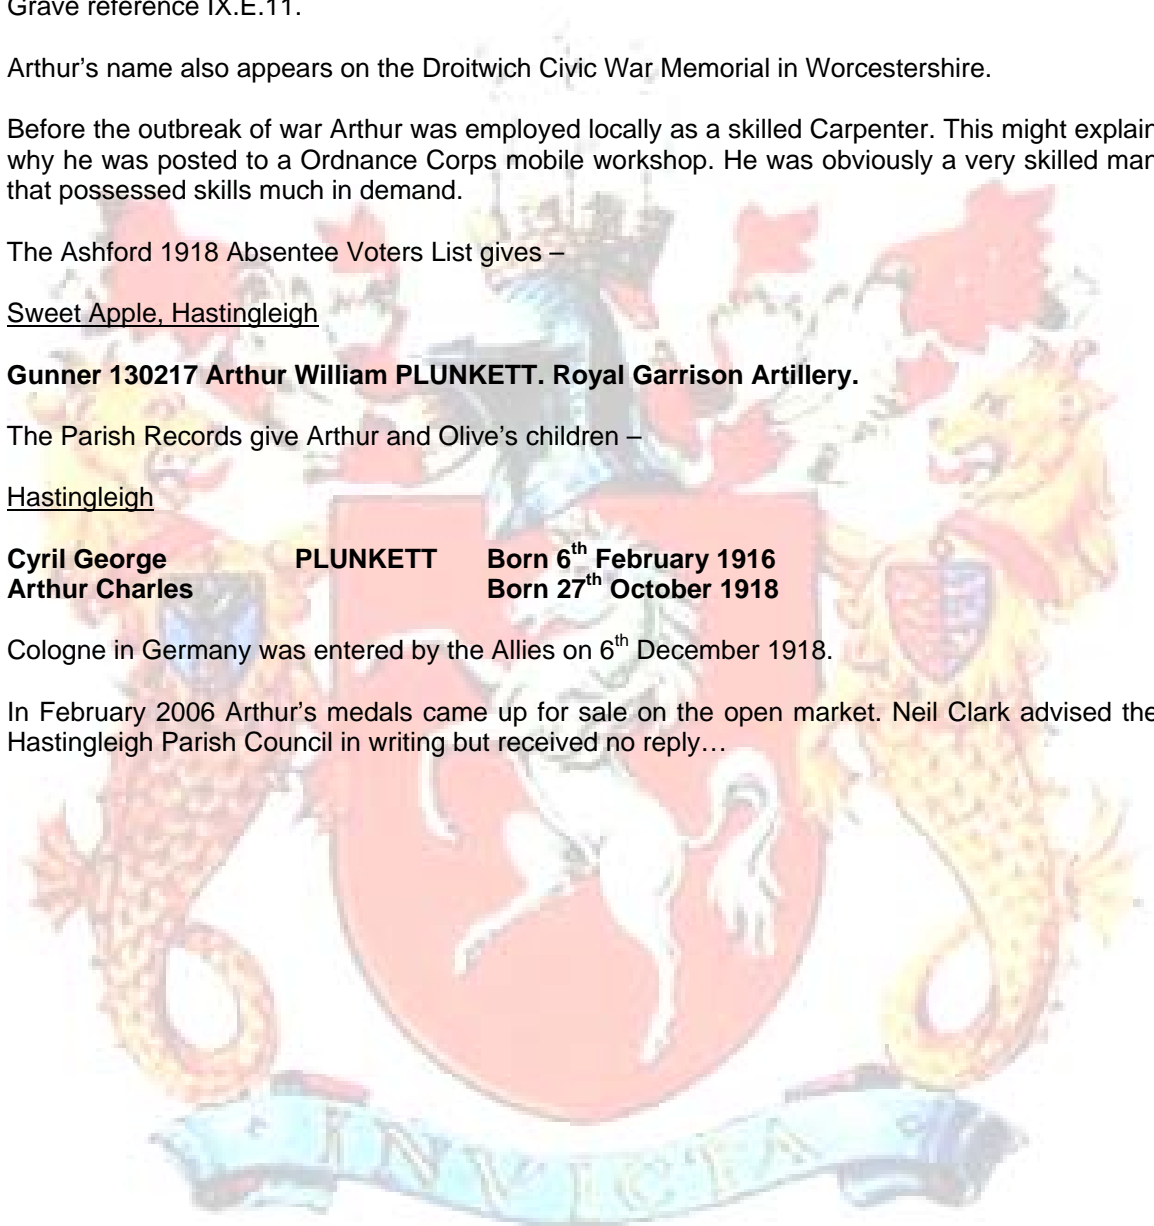 Grave reference IX.E.11.
Arthur’s name also appears on the Droitwich Civic War Memorial in Worcestershire.
Before the outbreak of war Arthur was employed locally as a skilled Carpenter. This might explain
why he was posted to a Ordnance Corps mobile workshop. He was obviously a very skilled man
that possessed skills much in demand.
The Ashford 1918 Absentee Voters List gives –
Sweet Apple, Hastingleigh
Gunner 130217 Arthur William PLUNKETT. Royal Garrison Artillery.
The Parish Records give Arthur and Olive’s children –
Hastingleigh
Cyril George PLUNKETT Born 6th February 1916
Arthur Charles Born 27th October 1918
Cologne in Germany was entered by the Allies on 6th December 1918.
In February 2006 Arthur’s medals came up for sale on the open market. Neil Clark advised the
Hastingleigh Parish Council in writing but received no reply…
INVICTA